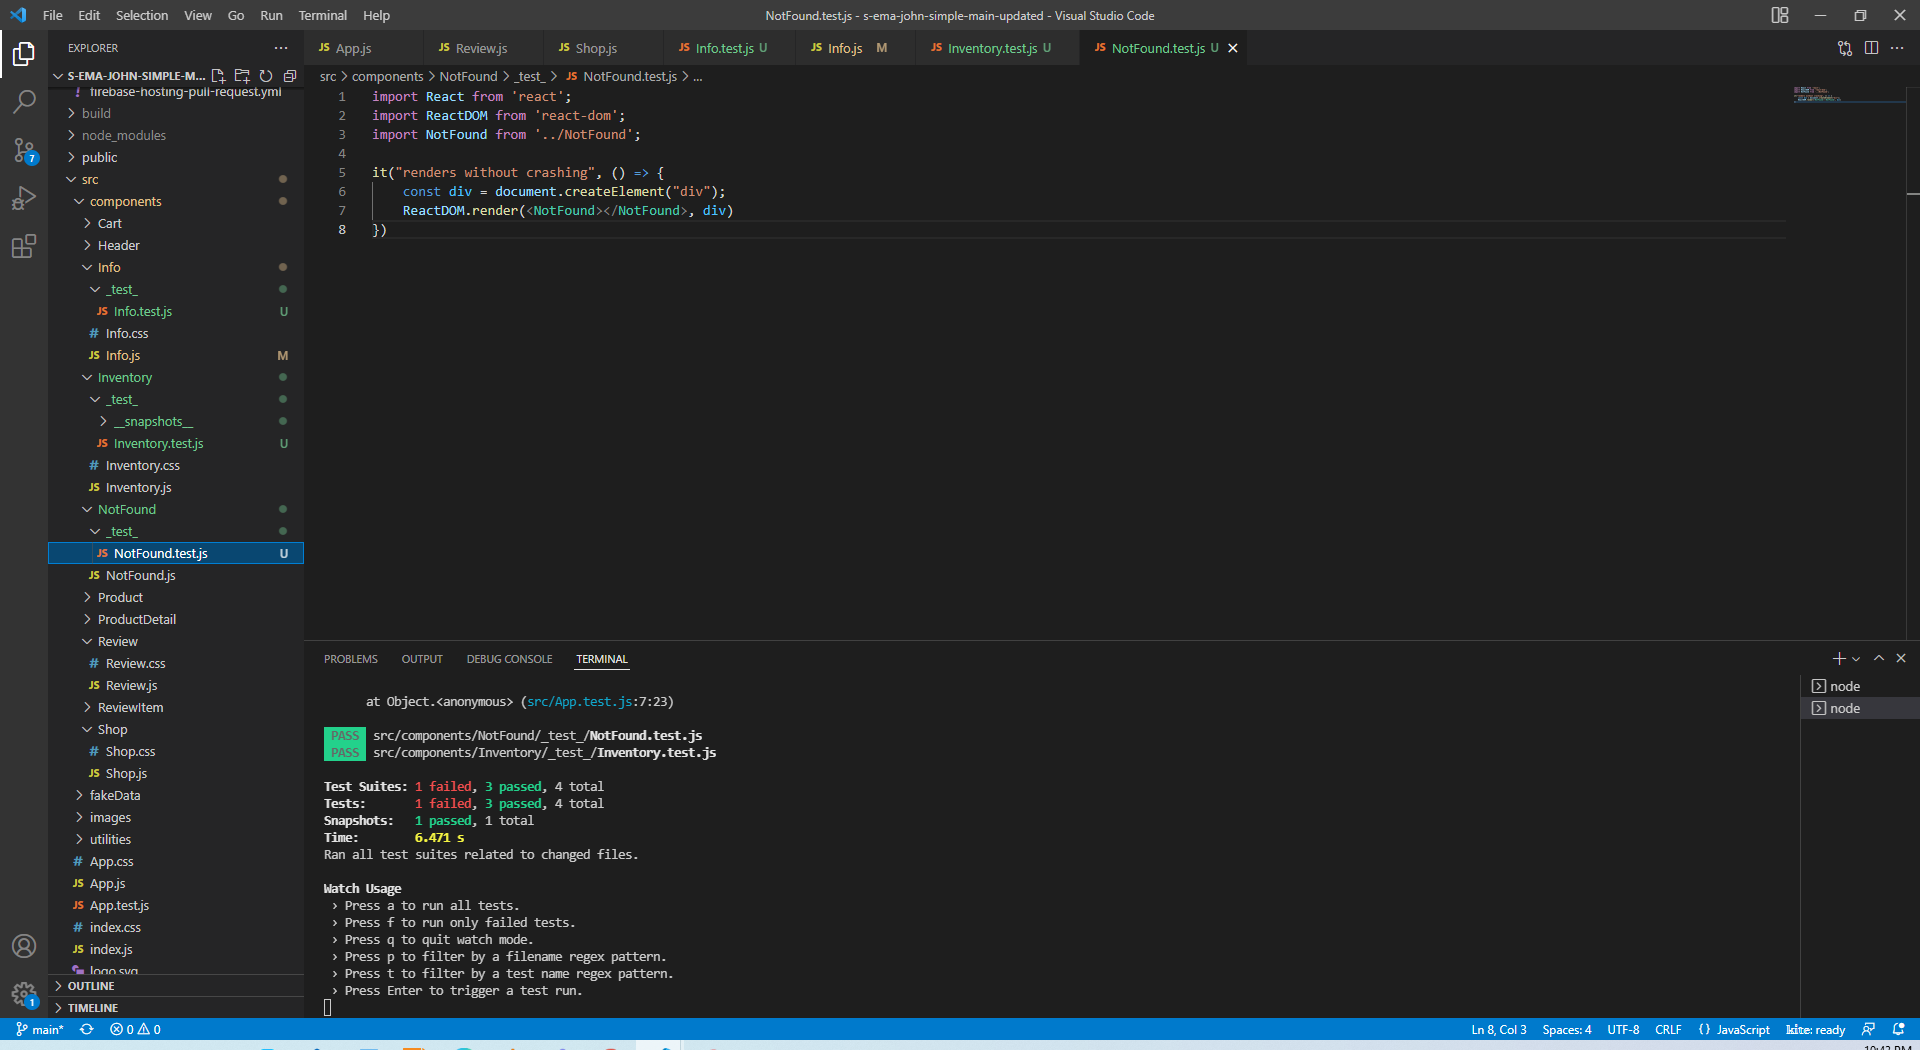 File Edit Selection View Go Run Terminal Help
NotFound.test.js - s-ema-john-simple-main-updated - Visual Studio Code
EXPLORER
S-EMA-JOHN-SIMPLE-M...
firebase-hosting-pull-request.yml
build
node_modules
public
src
components
Cart
Header
Info
_test_
JS Info.test.js U
# Info.css
JS Info.js M
Inventory
_test_
__snapshots__
JS Inventory.test.js U
# Inventory.css
JS Inventory.js
NotFound
_test_
JS NotFound.test.js U
JS NotFound.js
Product
ProductDetail
Review
# Review.css
JS Review.js
ReviewItem
Shop
# Shop.css
JS Shop.js
fakeData
images
utilities
# App.css
JS App.js
JS App.test.js
# index.css
JS index.js
logo.svg
OUTLINE
TIMELINE
7
1
JS App.js JS Review.js JS Shop.js JS Info.test.js U JS Info.js M JS Inventory.test.js U JS NotFound.test.js U
src > components > NotFound > _test_ > JS NotFound.test.js > ...
1 import React from 'react';
2 import ReactDOM from 'react-dom';
3 import NotFound from '../NotFound';
4
5 it("renders without crashing", () => {
6 const div = document.createElement("div");
7 ReactDOM.render(<NotFound></NotFound>, div)
8 })
PROBLEMS OUTPUT DEBUG CONSOLE TERMINAL
at Object.<anonymous> (src/App.test.js:7:23)
PASS src/components/NotFound/_test_/NotFound.test.js
PASS src/components/Inventory/_test_/Inventory.test.js
Test Suites: 1 failed, 3 passed, 4 total
Tests: 1 failed, 3 passed, 4 total
Snapshots: 1 passed, 1 total
Time: 6.471 s
Ran all test suites related to changed files.
Watch Usage
› Press a to run all tests.
› Press f to run only failed tests.
› Press q to quit watch mode.
› Press p to filter by a filename regex pattern.
› Press t to filter by a test name regex pattern.
› Press Enter to trigger a test run.
node
node
main* 0 0 Ln 8, Col 3 Spaces: 4 UTF-8 CRLF {} JavaScript kite: ready